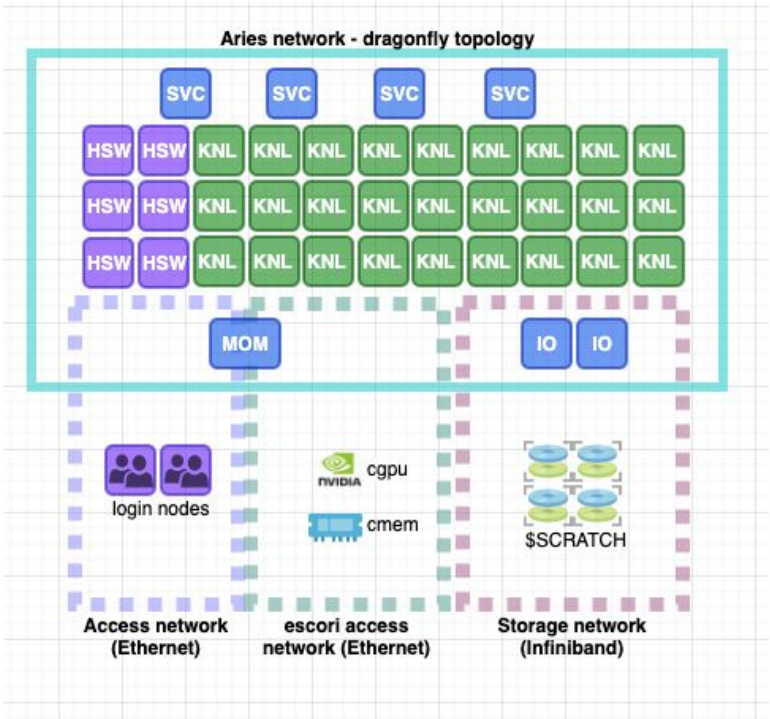 Aries network - dragonfly topology
SVC SVC SVC SVC
HSW HSW KNL KNL KNL KNL KNL KNL KNL KNL KNL
HSW HSW KNL KNL KNL KNL KNL KNL KNL KNL KNL
HSW HSW KNL KNL KNL KNL KNL KNL KNL KNL KNL
MOM IO IO
NVIDIA cgpu
login nodes
cmem
$SCRATCH
Access network
(Ethernet)
escori access
network (Ethernet)
Storage network
(Infiniband)